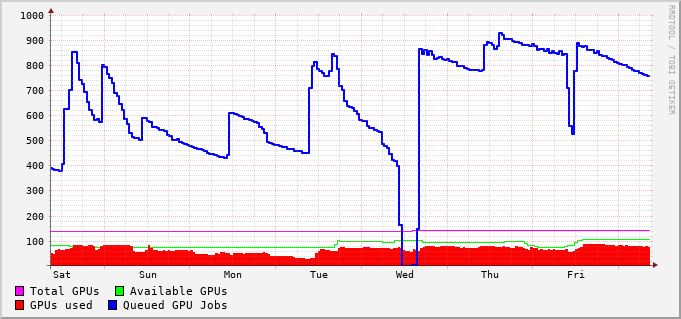 1000
900
800
700
600
500
400
300
200
100
Sat Sun Mon Tue Wed Thu Fri
Total GPUs Available GPUs
GPUs used Queued GPU Jobs
RRDTOOL / TOBI OETIKER